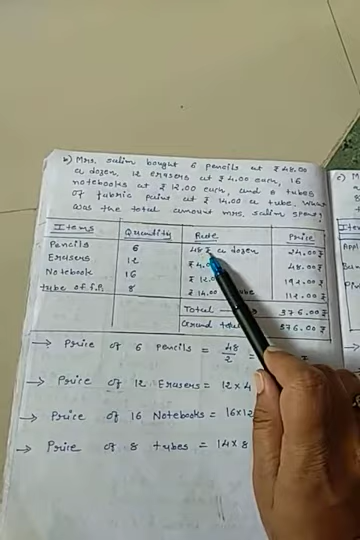 b) Mrs. Salim bought 6 pencils at ₹48.00
a dozen, 12 erasers at ₹4.00 each, 16
notebooks at ₹12.00 each, and 8 tubes
of fabric paint at ₹14.00 a tube. What
was the total amount mrs. salim spent?
Items Quantity Rate Price
Pencils 6 48₹ a dozen 24.00₹
Erasers 12 ₹4.0 48.00₹
Notebook 16 ₹12.0 192.00₹
tube of f.P. 8 ₹14.00 tube 112.00₹
Total 376.00₹
Grand total 376.00₹
→ Price of 6 pencils = 48/2 =
→ Price of 12 Erasers = 12×4
→ Price of 16 Notebooks = 16×12
→ Price of 8 tubes = 14×8
c)